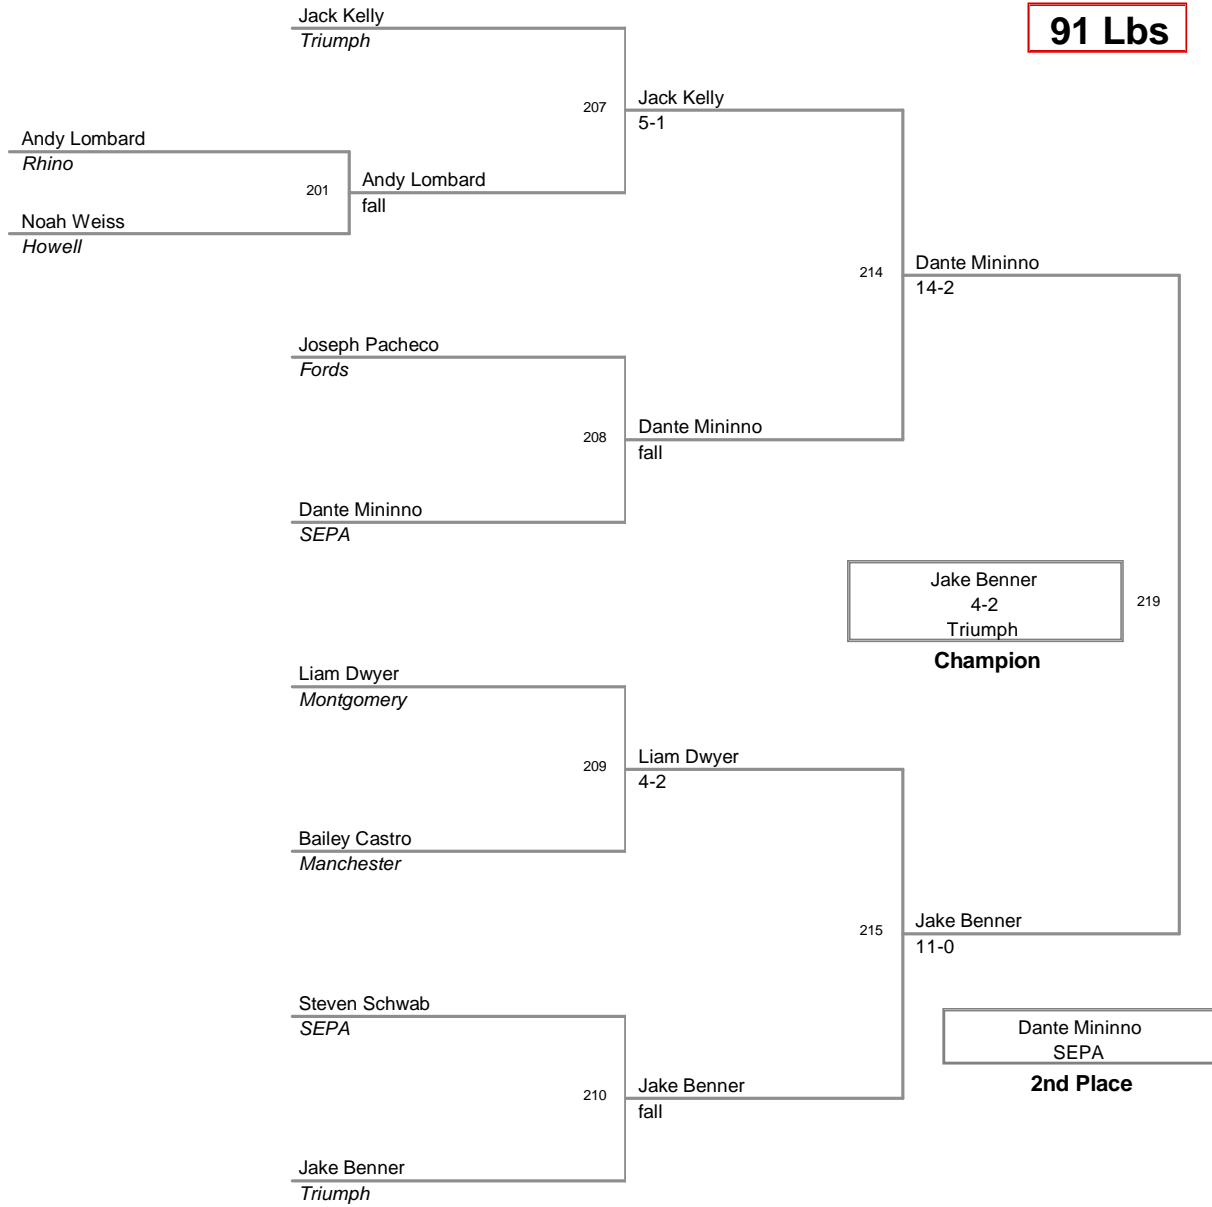 Jack Kelly
Triumph
91 Lbs
207
Jack Kelly
5-1
Andy Lombard
Rhino
201
Andy Lombard
fall
Noah Weiss
Howell
214
Dante Mininno
14-2
Joseph Pacheco
Fords
208
Dante Mininno
fall
Dante Mininno
SEPA
Jake Benner
4-2
Triumph
219
Champion
Liam Dwyer
Montgomery
209
Liam Dwyer
4-2
Bailey Castro
Manchester
215
Jake Benner
11-0
Steven Schwab
SEPA
Dante Mininno
SEPA
2nd Place
210
Jake Benner
fall
Jake Benner
Triumph